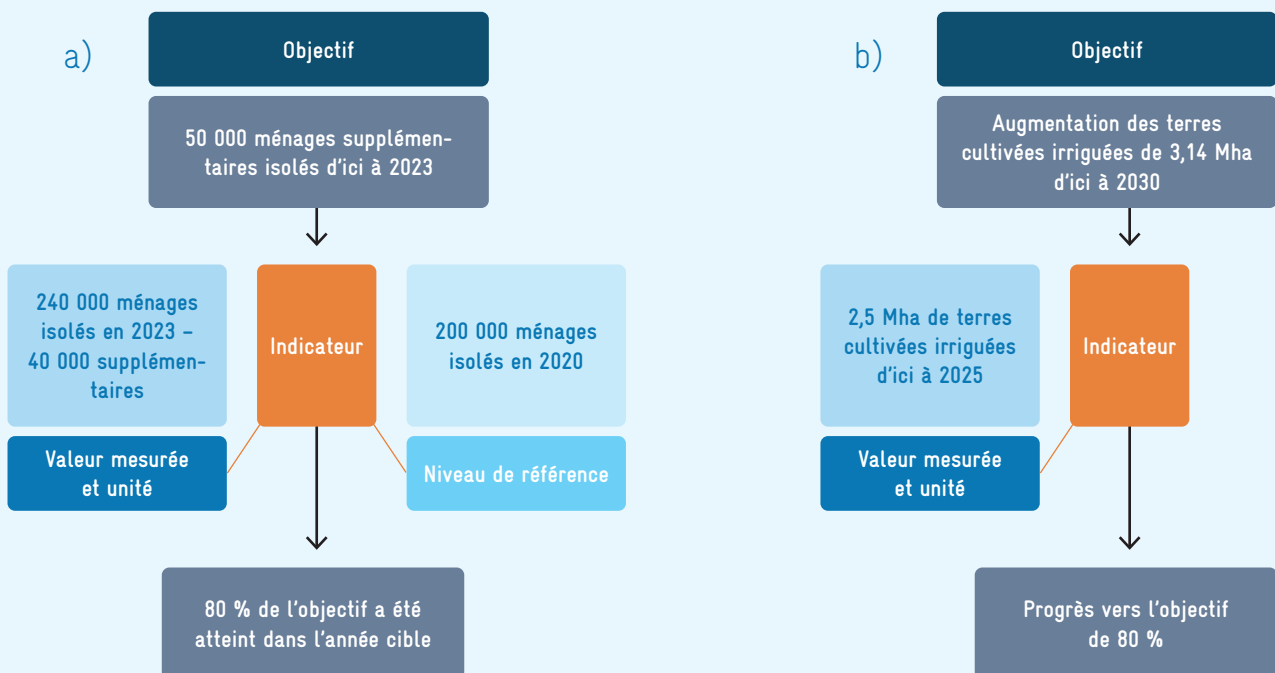 a)
Objectif
50 000 ménages supplémen-
taires isolés d'ici à 2023
240 000 ménages
isolés en 2023 –
40 000 supplémen-
taires
Indicateur
200 000 ménages
isolés en 2020
Valeur mesurée
et unité
Niveau de référence
80 % de l'objectif a été
atteint dans l'année cible
b)
Objectif
Augmentation des terres
cultivées irriguées de 3,14 Mha
d'ici à 2030
2,5 Mha de terres
cultivées irriguées
d'ici à 2025
Indicateur
Valeur mesurée
et unité
Progrès vers l'objectif
de 80 %